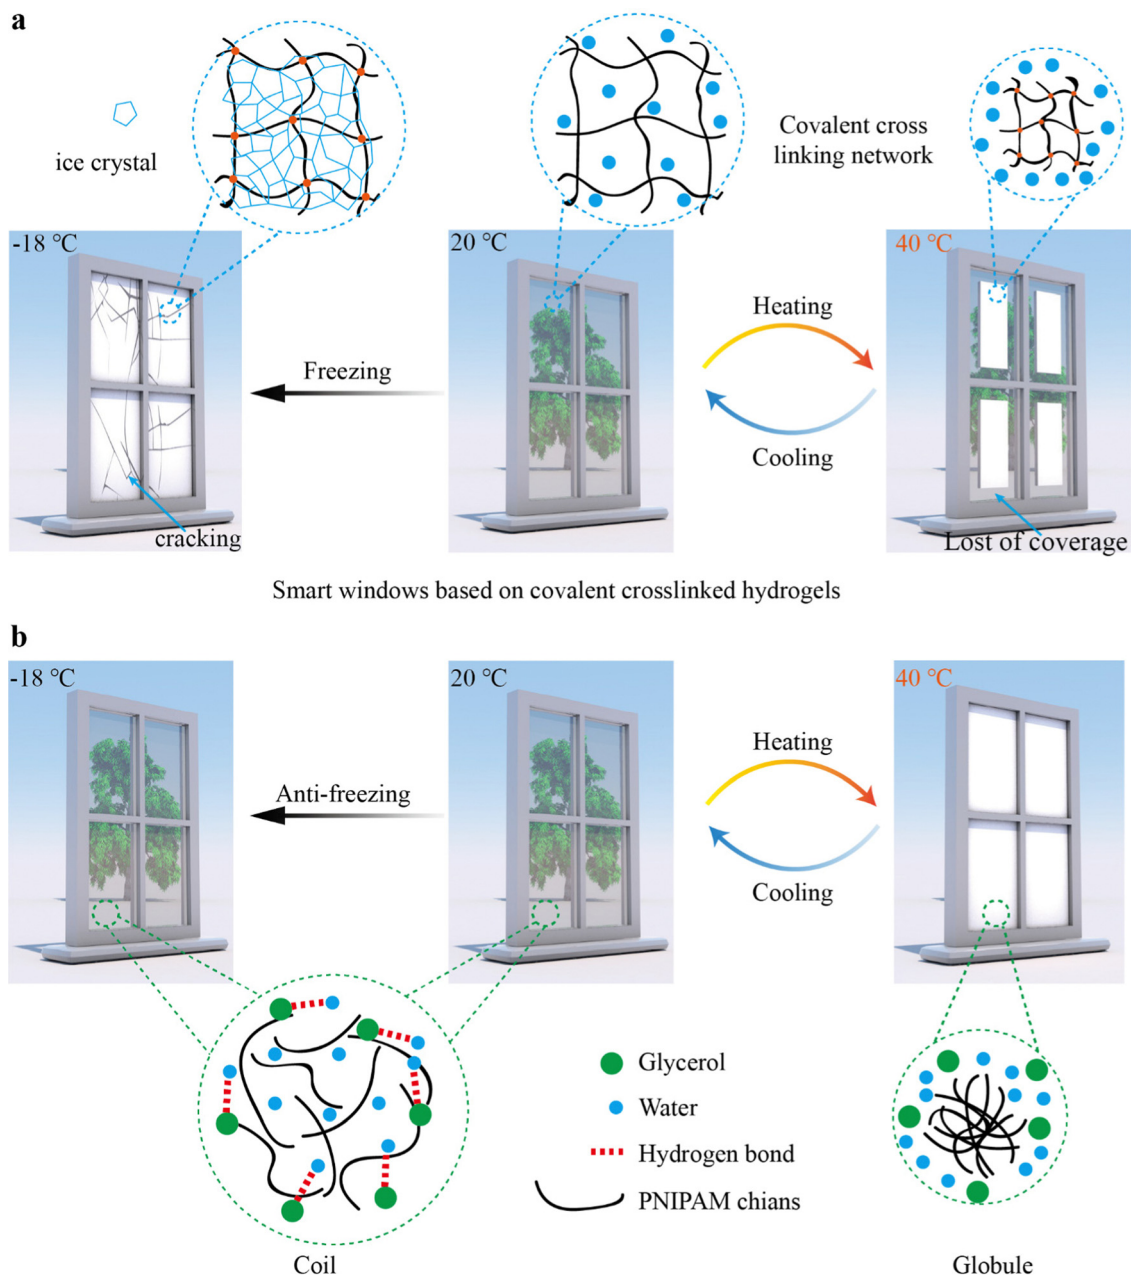 a
ice crystal
Covalent cross
linking network
-18 ℃
20 ℃
40 ℃
Freezing
Heating
Cooling
cracking
Lost of coverage
Smart windows based on covalent crosslinked hydrogels
b
-18 ℃
20 ℃
40 ℃
Anti-freezing
Heating
Cooling
Glycerol
Water
Hydrogen bond
PNIPAM chians
Coil
Globule